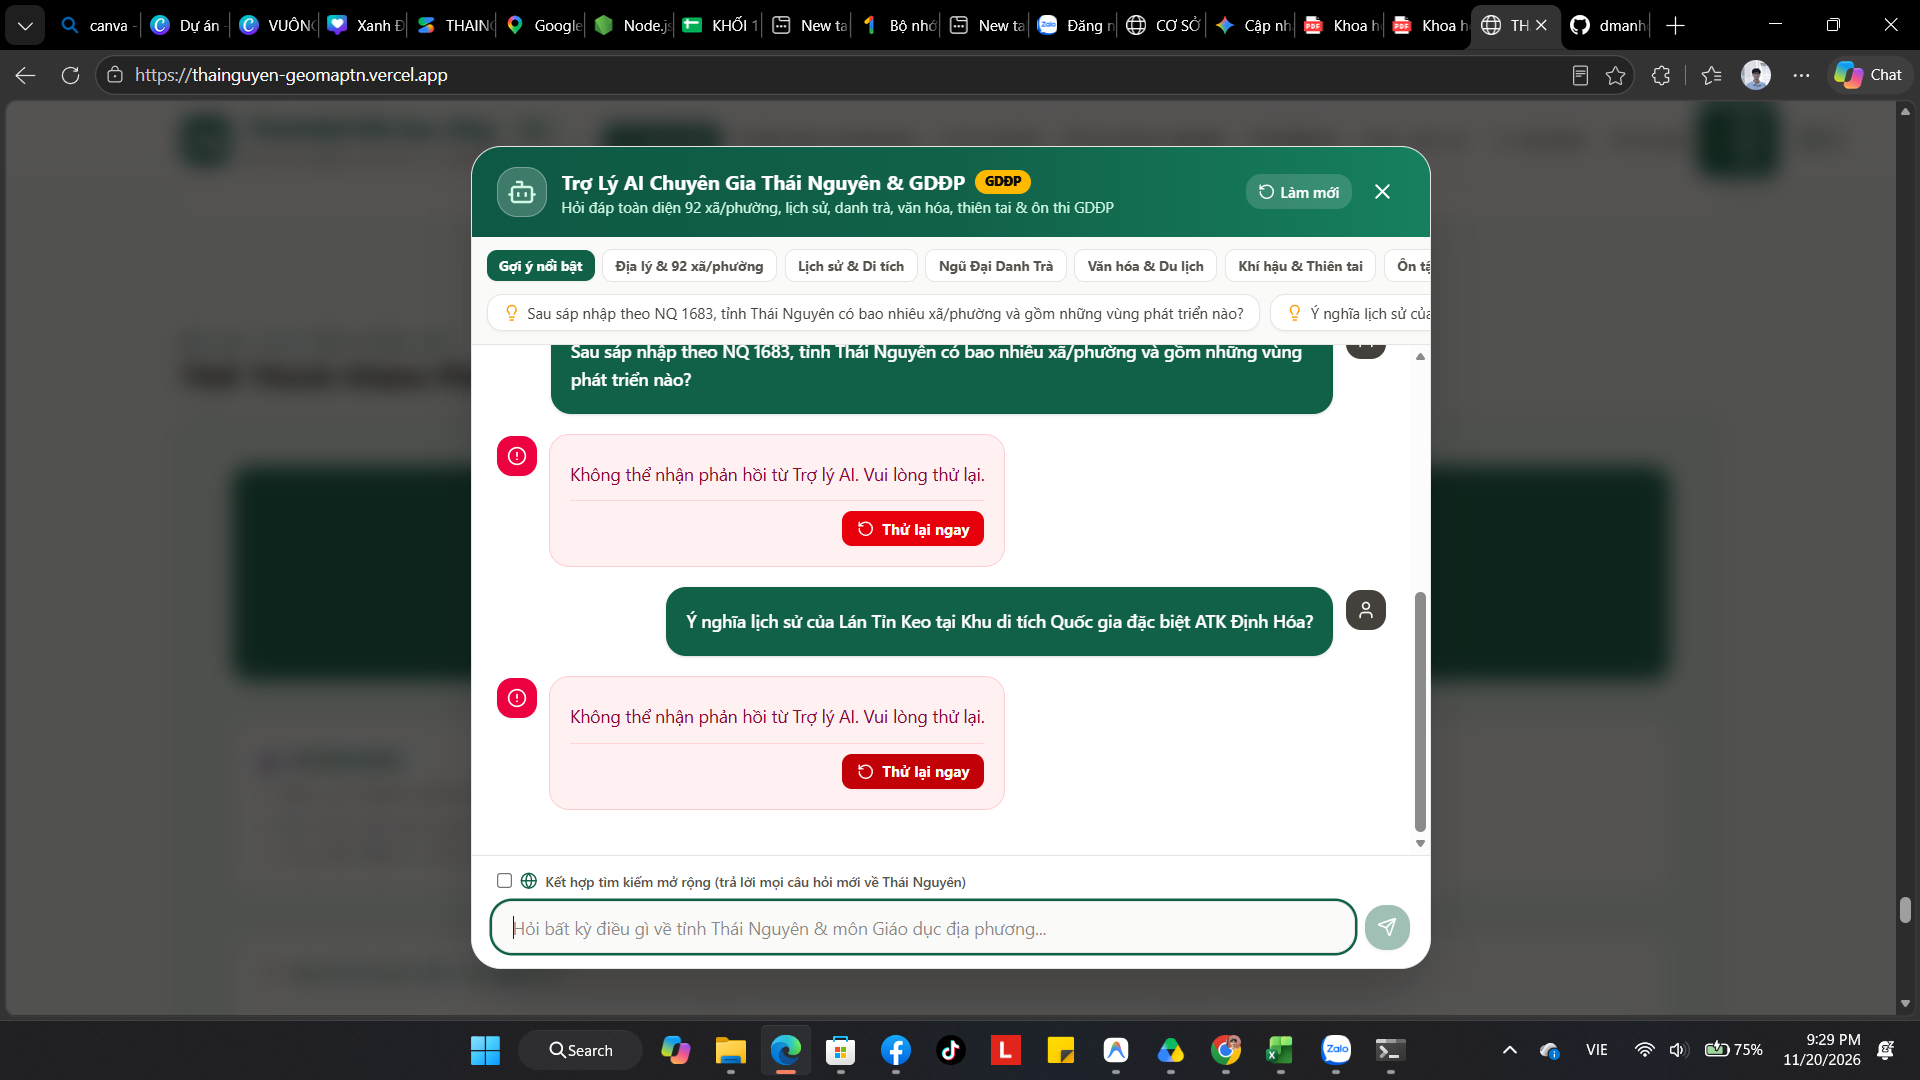 canva -
Dự án -
VUÔNG
Xanh Đ
THAING
Google
Node.js
KHỐI 1
New ta
Bộ nhớ
New ta
Đăng n
CƠ SỞ
Cập nh
Khoa h
Khoa h
TH
dmanh
https://thainguyen-geomaptn.vercel.app
Chat
Trợ Lý AI Chuyên Gia Thái Nguyên & GDĐP GDĐP
Hỏi đáp toàn diện 92 xã/phường, lịch sử, danh trà, văn hóa, thiên tai & ôn thi GDĐP
Làm mới
Gợi ý nổi bật
Địa lý & 92 xã/phường
Lịch sử & Di tích
Ngũ Đại Danh Trà
Văn hóa & Du lịch
Khí hậu & Thiên tai
Ôn tậ
Sau sáp nhập theo NQ 1683, tỉnh Thái Nguyên có bao nhiêu xã/phường và gồm những vùng phát triển nào?
Ý nghĩa lịch sử của
Sau sáp nhập theo NQ 1683, tỉnh Thái Nguyên có bao nhiêu xã/phường và gồm những vùng
phát triển nào?
Không thể nhận phản hồi từ Trợ lý AI. Vui lòng thử lại.
Thử lại ngay
Ý nghĩa lịch sử của Lán Tỉn Keo tại Khu di tích Quốc gia đặc biệt ATK Định Hóa?
Không thể nhận phản hồi từ Trợ lý AI. Vui lòng thử lại.
Thử lại ngay
Kết hợp tìm kiếm mở rộng (trả lời mọi câu hỏi mới về Thái Nguyên)
Hỏi bất kỳ điều gì về tỉnh Thái Nguyên & môn Giáo dục địa phương...
Search
L
Zalo
VIE
75%
9:29 PM
11/20/2026